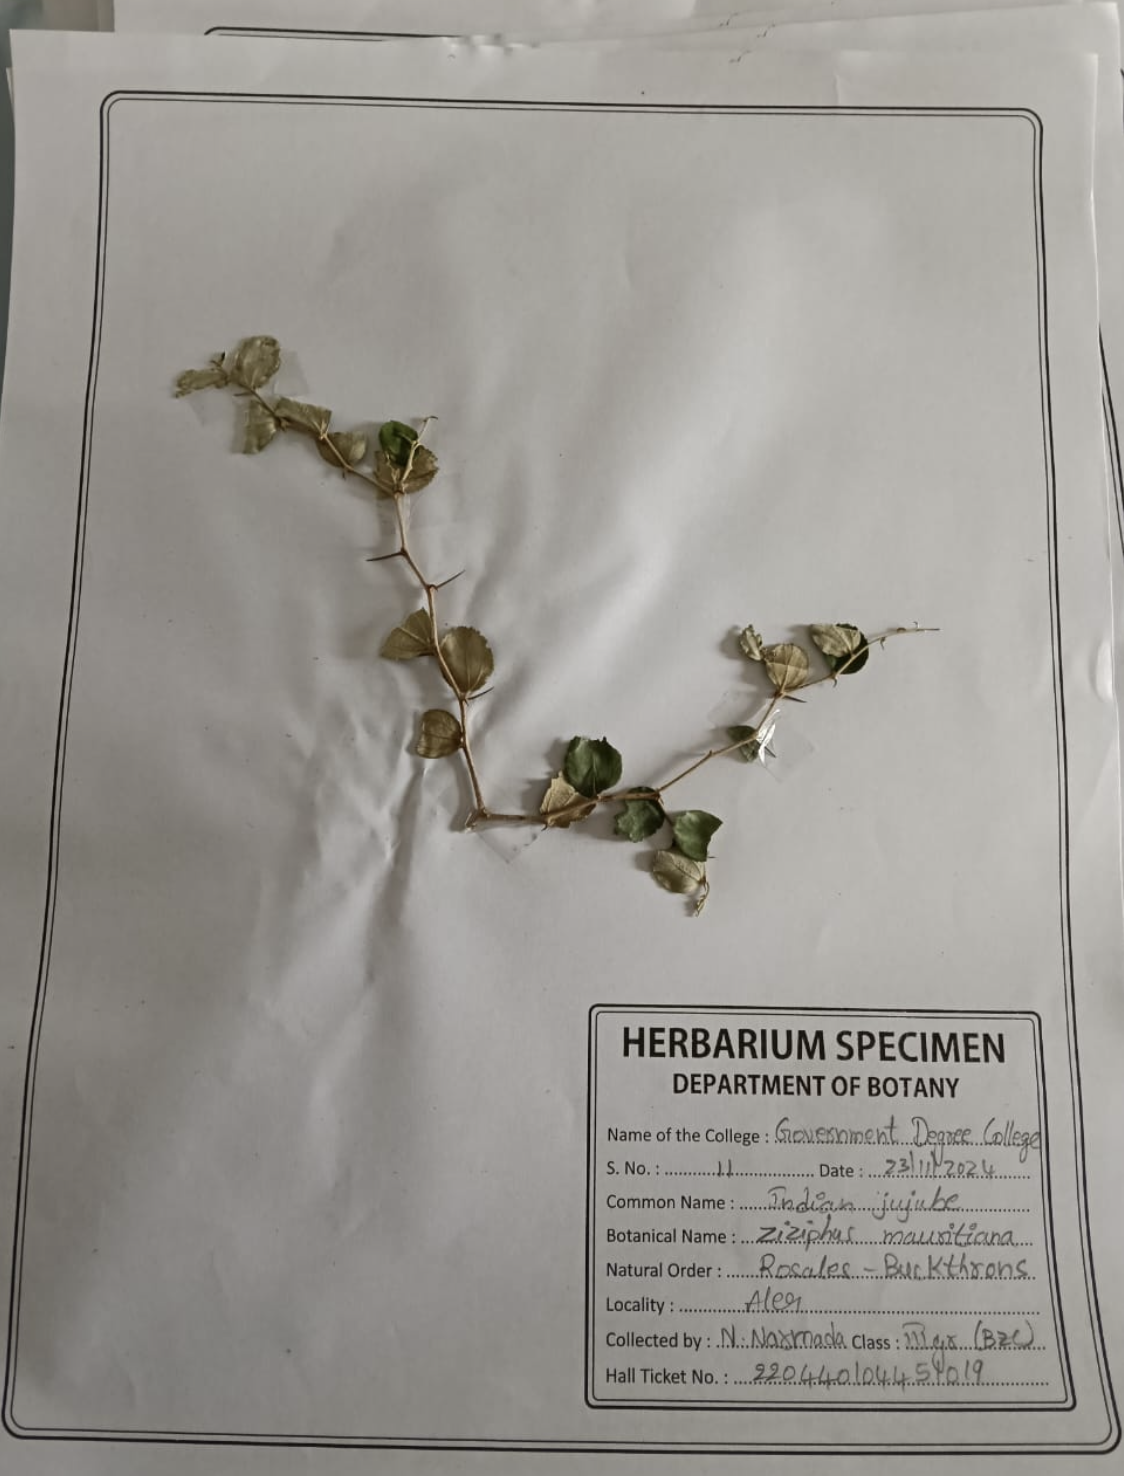 HERBARIUM SPECIMEN
DEPARTMENT OF BOTANY
Name of the College : Government Degree College
S. No. : 11 Date : 23/11/2024
Common Name : Indian jujube
Botanical Name : ziziphus mauritiana
Natural Order : Rosales - Buckthrons
Locality : Aler
Collected by : N. Narmada Class : III yr (BZC)
Hall Ticket No. :